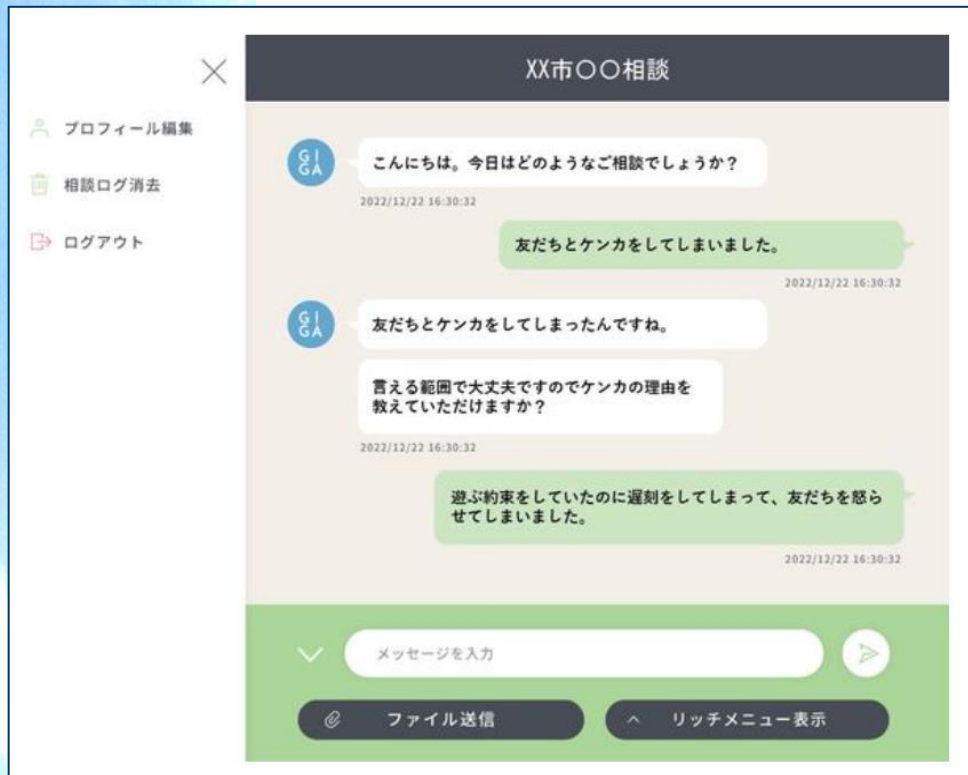 XX市〇〇相談
プロフィール編集
相談ログ消去
ログアウト
GI
GA
こんにちは。今日はどのようなご相談でしょうか？
2022/12/22 16:30:32
友だちとケンカをしてしまいました。
2022/12/22 16:30:32
GI
GA
友だちとケンカをしてしまったんですね。
言える範囲で大丈夫ですのでケンカの理由を
教えていただけますか？
2022/12/22 16:30:32
遊ぶ約束をしていたのに遅刻をしてしまって、友だちを怒ら
せてしまいました。
2022/12/22 16:30:32
メッセージを入力
ファイル送信
リッチメニュー表示